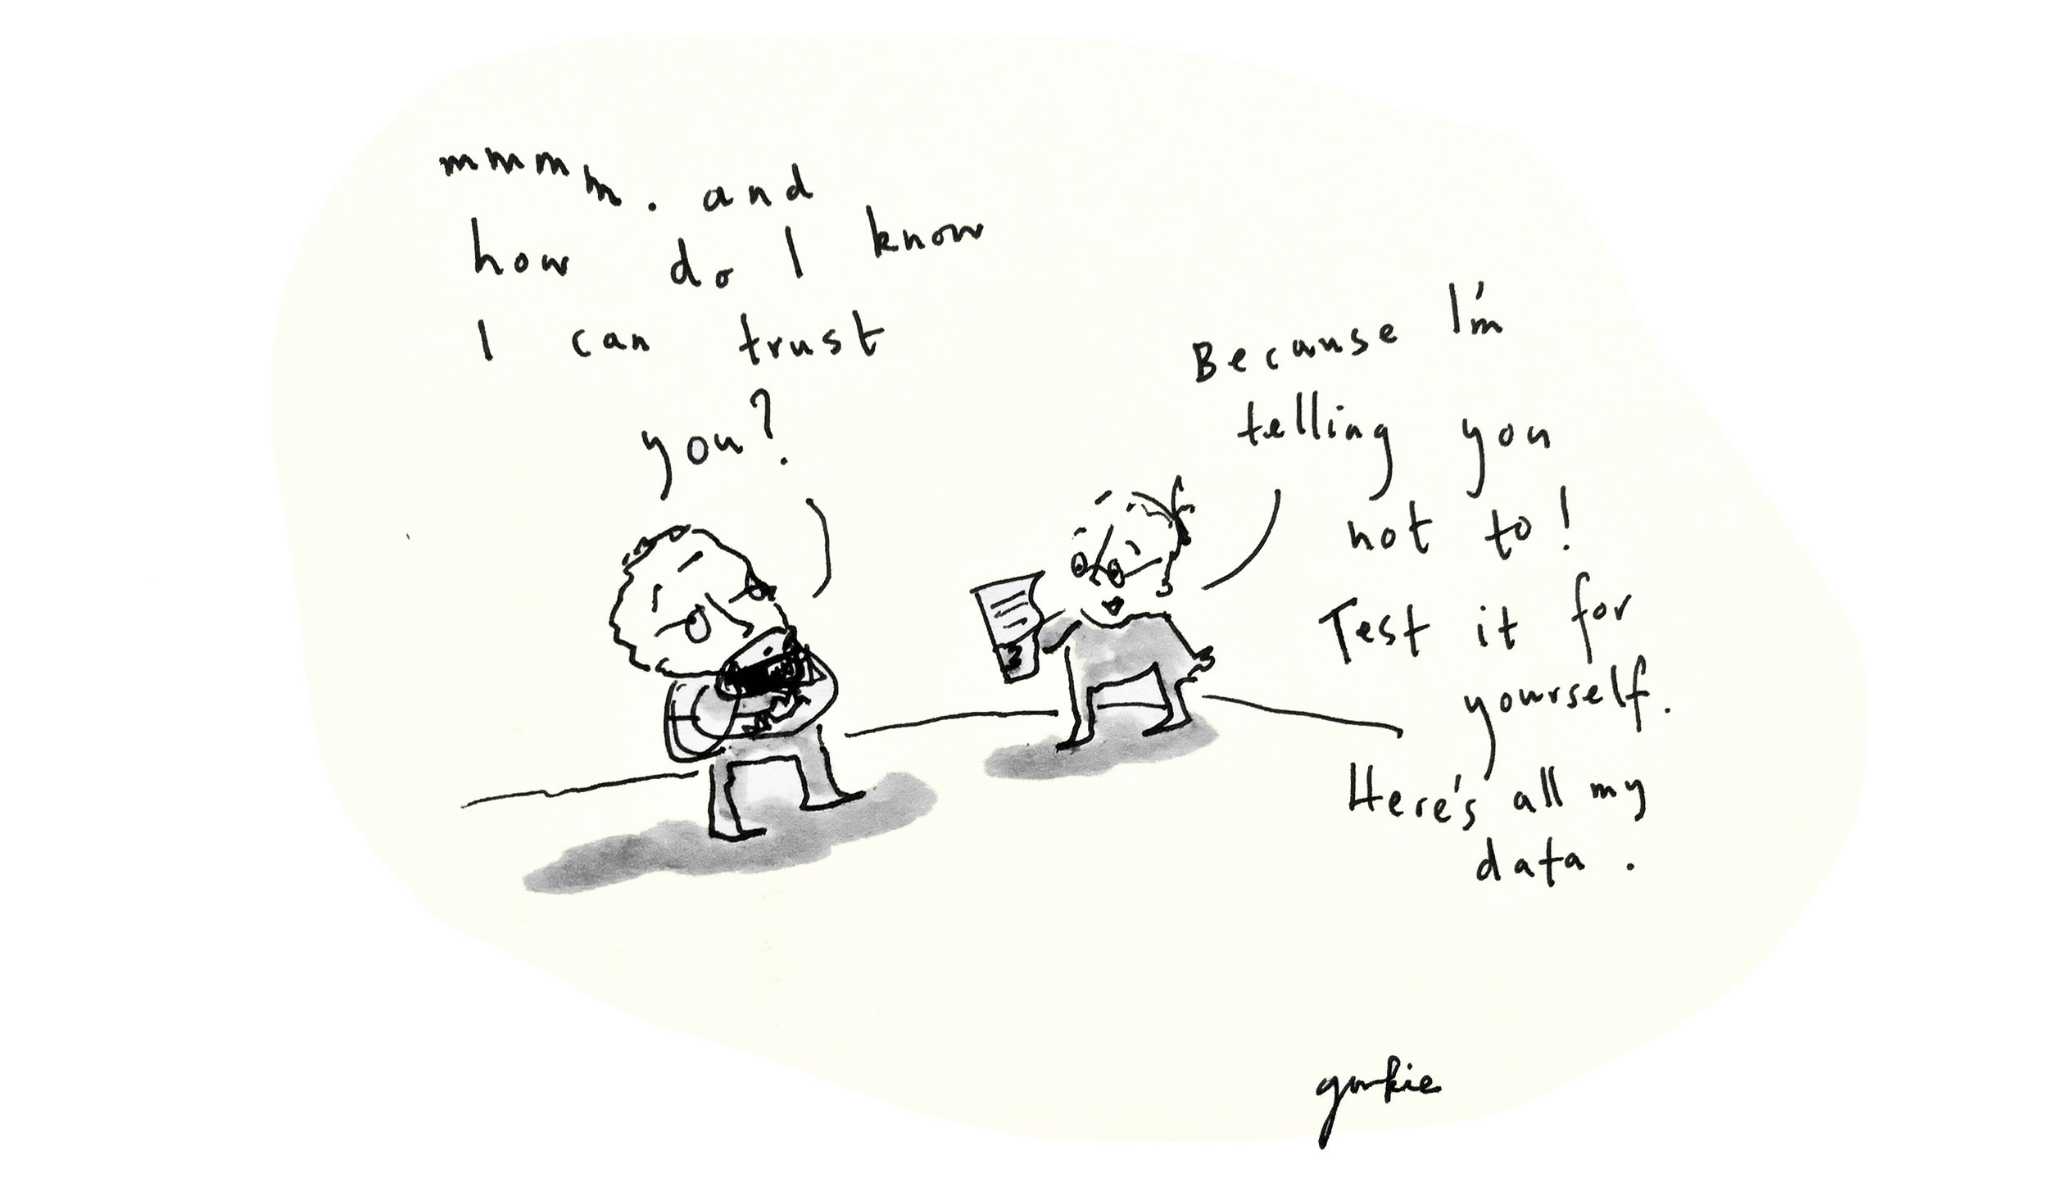 mmmm. and
how do I know
I can trust
you?
Because I'm
telling you
not to!
Test it for
yourself.
Here's all my
data.